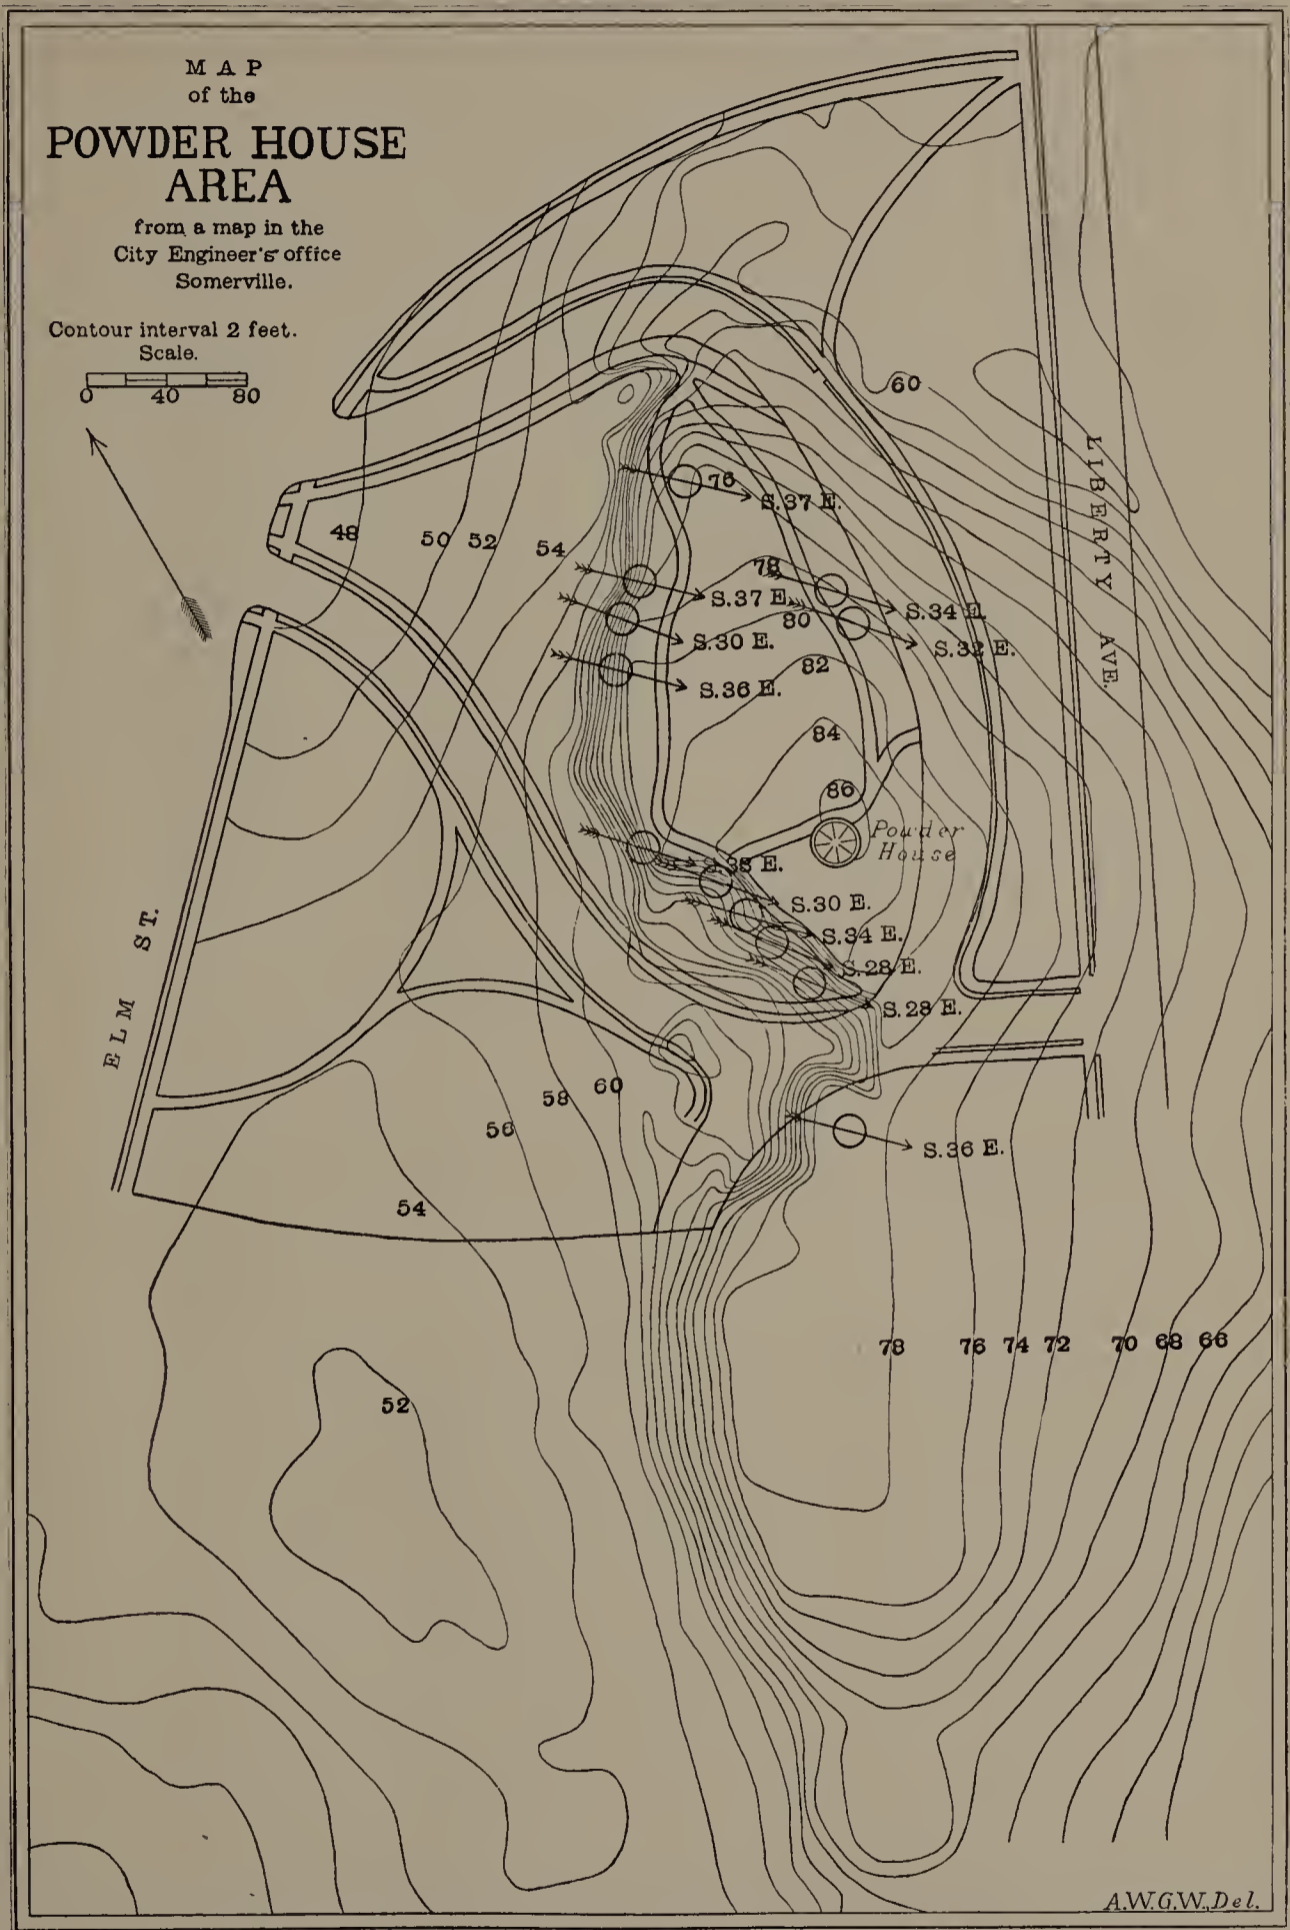 MAP
of the
POWDER HOUSE
AREA
from a map in the
City Engineer's office
Somerville.
Contour interval 2 feet.
Scale.
0 40 80
60
LIBERTY AVE.
76
S.37 E.
48
50
52
54
78
S.37 E.
S.34 E.
80
S.30 E.
S.32 E.
82
S.36 E.
84
86
Powder
House
S.38 E.
S.30 E.
S.34 E.
S.28 E.
S.28 E.
ELM ST.
60
58
56
S.36 E.
54
78
76
74
72
70
68
66
52
A.W.G.W., Del.